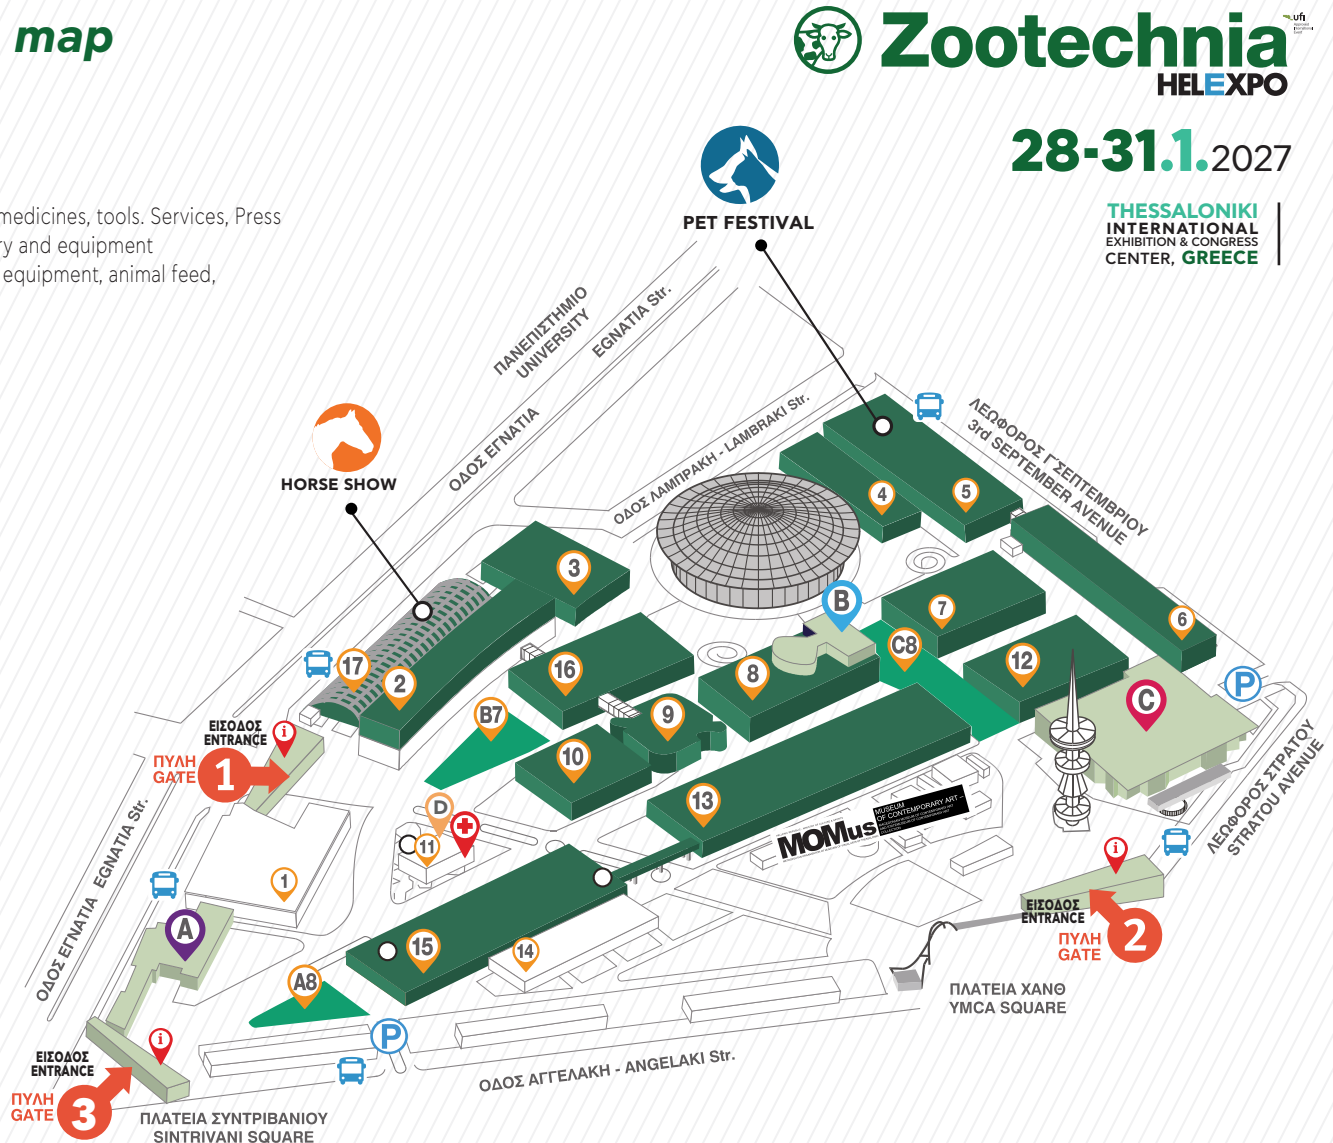 map
Zootechnia
ufi
HELEXPO
28-31.1.2027
THESSALONIKI
INTERNATIONAL
EXHIBITION & CONGRESS
CENTER, GREECE
medicines, tools. Services, Press
ry and equipment
equipment, animal feed,
PET FESTIVAL
HORSE SHOW
ΠΑΝΕΠΙΣΤΗΜΙΟ
UNIVERSITY
EGNATIA Str.
ΟΔΟΣ ΕΓΝΑΤΙΑ
ΟΔΟΣ ΛΑΜΠΡΑΚΗ - LAMBRAKI Str.
ΛΕΩΦΟΡΟΣ Γ΄ΣΕΠΤΕΜΒΡΙΟΥ
3rd SEPTEMBER AVENUE
4
5
3
B
7
6
17
2
16
8
C8
12
C
P
B7
9
10
13
ΕΙΣΟΔΟΣ
ENTRANCE
i
ΠΥΛΗ
GATE
1
D
11
1
MOMus
MUSEUM
OF CONTEMPORARY ART –
ΛΕΩΦΟΡΟΣ ΣΤΡΑΤΟΥ
STRATOU AVENUE
i
ΕΙΣΟΔΟΣ
ENTRANCE
ΠΥΛΗ
GATE
2
ΟΔΟΣ ΕΓΝΑΤΙΑ EGNATIA Str.
A
15
14
A8
P
ΠΛΑΤΕΙΑ ΧΑΝΘ
YMCA SQUARE
i
ΕΙΣΟΔΟΣ
ENTRANCE
ΠΥΛΗ
GATE
3
ΟΔΟΣ ΑΓΓΕΛΑΚΗ - ANGELAKI Str.
ΠΛΑΤΕΙΑ ΣΥΝΤΡΙΒΑΝΙΟΥ
SINTRIVANI SQUARE